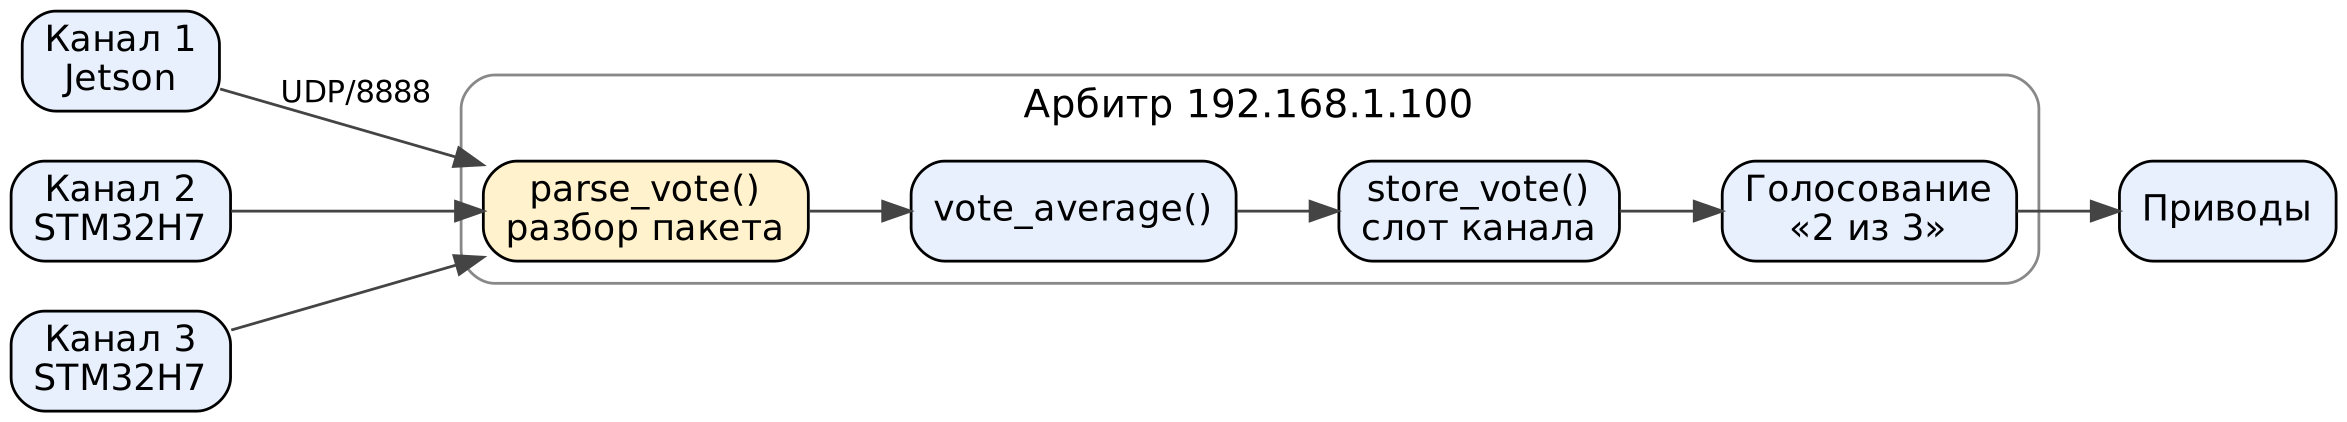 Канал 1
Jetson
UDP/8888
Арбитр 192.168.1.100
Канал 2
STM32H7
parse_vote()
разбор пакета
vote_average()
store_vote()
слот канала
Голосование
«2 из 3»
Приводы
Канал 3
STM32H7